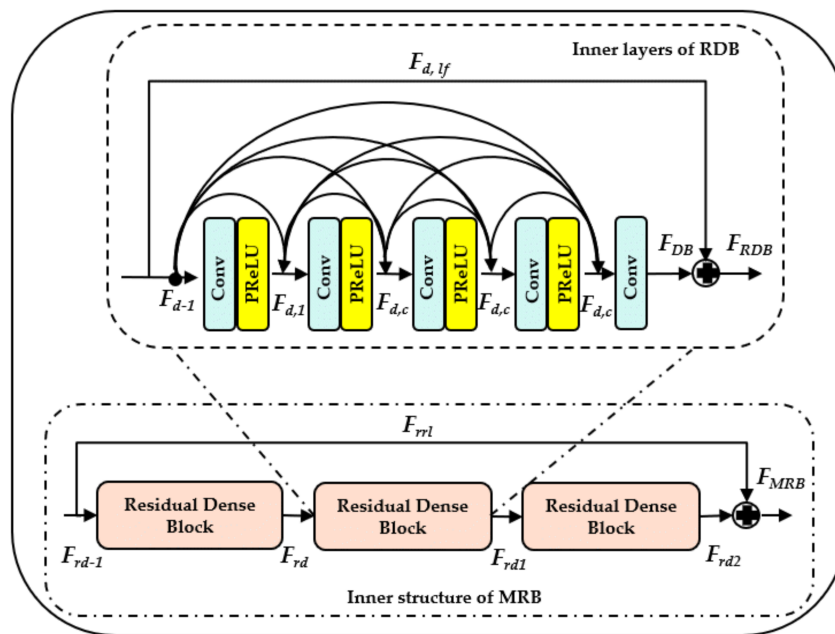 Inner layers of RDB
F_{d, lf}
Conv
PReLU
Conv
PReLU
Conv
PReLU
Conv
PReLU
Conv
F_{d-1}
F_{d,1}
F_{d,c}
F_{d,c}
F_{d,c}
F_{DB}
F_{RDB}
F_{rrl}
F_{MRB}
Residual Dense
Block
Residual Dense
Block
Residual Dense
Block
F_{rd-1}
F_{rd}
F_{rd1}
F_{rd2}
Inner structure of MRB